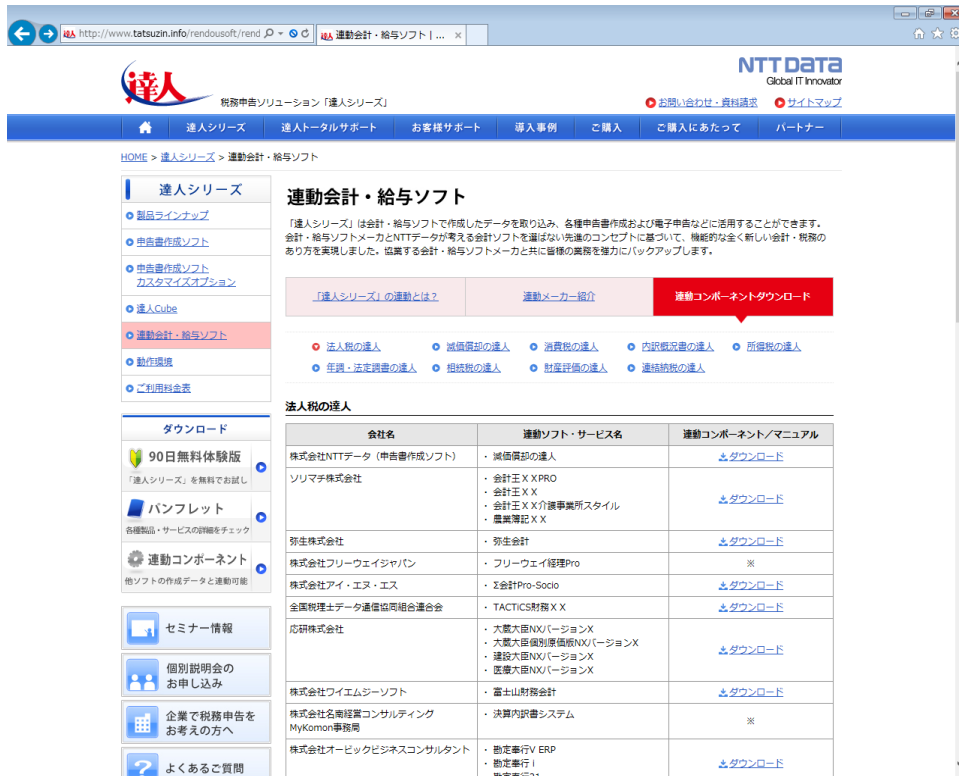 http://www.tatsuzin.info/rendousoft/rend
連動会計・給与ソフト | ...
達人
税務申告ソリューション「達人シリーズ」
NTT DATA
Global IT Innovator
お問い合わせ・資料請求 サイトマップ
達人シリーズ 達人トータルサポート お客様サポート 導入事例 ご購入 ご購入にあたって パートナー
HOME > 達人シリーズ > 連動会計・給与ソフト
達人シリーズ
製品ラインナップ
申告書作成ソフト
申告書作成ソフト
カスタマイズオプション
達人Cube
連動会計・給与ソフト
動作環境
ご利用料金表
ダウンロード
90日無料体験版
「達人シリーズ」を無料でお試し
パンフレット
各種製品・サービスの詳細をチェック
連動コンポーネント
他ソフトの作成データと連動可能
セミナー情報
個別説明会の
お申し込み
企業で税務申告を
お考えの方へ
よくあるご質問
連動会計・給与ソフト
「達人シリーズ」は会計・給与ソフトで作成したデータを取り込み、各種申告書作成および電子申告などに活用することができます。
会計・給与ソフトメーカとNTTデータが考える会計ソフトを選ばない先進のコンセプトに基づいて、機能的な全く新しい会計・税務の
あり方を実現しました。協業する会計・給与ソフトメーカと共に皆様の業務を強力にバックアップします。
「達人シリーズ」の連動とは？ 連動メーカー紹介 連動コンポーネントダウンロード
法人税の達人 減価償却の達人 消費税の達人 内訳概況書の達人 所得税の達人
年調・法定調書の達人 相続税の達人 財産評価の達人 連結納税の達人
法人税の達人
会社名 連動ソフト・サービス名 連動コンポーネント／マニュアル
株式会社NTTデータ（申告書作成ソフト） ・ 減価償却の達人 ダウンロード
ソリマチ株式会社 ・ 会計王ＸＸPRO
・ 会計王ＸＸ
・ 会計王ＸＸ介護事業所スタイル
・ 農業簿記ＸＸ
ダウンロード
弥生株式会社 ・ 弥生会計 ダウンロード
株式会社フリーウェイジャパン ・ フリーウェイ経理Pro ※
株式会社アイ・エヌ・エス ・ Σ会計Pro-Socio ダウンロード
全国税理士データ通信協同組合連合会 ・ TACTiCS財務ＸＸ ダウンロード
応研株式会社 ・ 大蔵大臣NXバージョンX
・ 大蔵大臣個別原価版NXバージョンX
・ 建設大臣NXバージョンX
・ 医療大臣NXバージョンX
ダウンロード
株式会社ワイエムジーソフト ・ 富士山財務会計 ダウンロード
株式会社名南経営コンサルティング ・ 決算内訳書システム ※
MyKomon事務局
株式会社オービックビジネスコンサルタント ・ 勘定奉行V ERP
・ 勘定奉行 i
ダウンロード